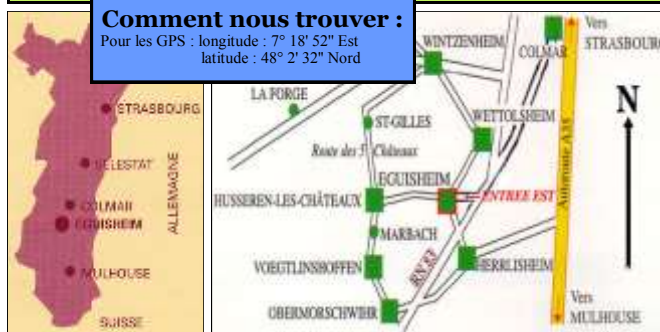 Comment nous trouver :
Pour les GPS : longitude : 7° 18' 52" Est
latitude : 48° 2' 32" Nord
STRASBOURG
SELESTAT
COLMAR
EGUISHEIM
MULHOUSE
SUISSE
ALLEMAGNE
WINTZENHEIM
COLMAR
Vers
STRASBOURG
LA FORGE
ST-GILLES
WETTOLSHEIM
Route des 5 Châteaux
EGUISHEIM
HUSSEREN-LES-CHÂTEAUX
ENTREE EST
Autoroute A35
N
MARBACH
VOEGTLINSHOFFEN
RN 83
HERRLISHEIM
OBERMORSCHWIHR
Vers
MULHOUSE